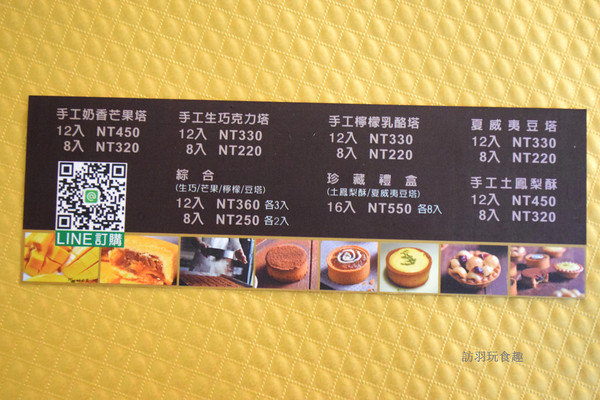 手工奶香芒果塔
12入 NT450
8入 NT320
手工生巧克力塔
12入 NT330
8入 NT220
手工檸檬乳酪塔
12入 NT330
8入 NT220
夏威夷豆塔
12入 NT330
8入 NT220
綜合
(生巧/芒果/檸檬/豆塔)
12入 NT360 各3入
8入 NT250 各2入
珍藏禮盒
(土鳳梨酥/夏威夷豆塔)
16入 NT550 各8入
手工土鳳梨酥
12入 NT450
8入 NT320
LINE訂購
訪羽玩食趣